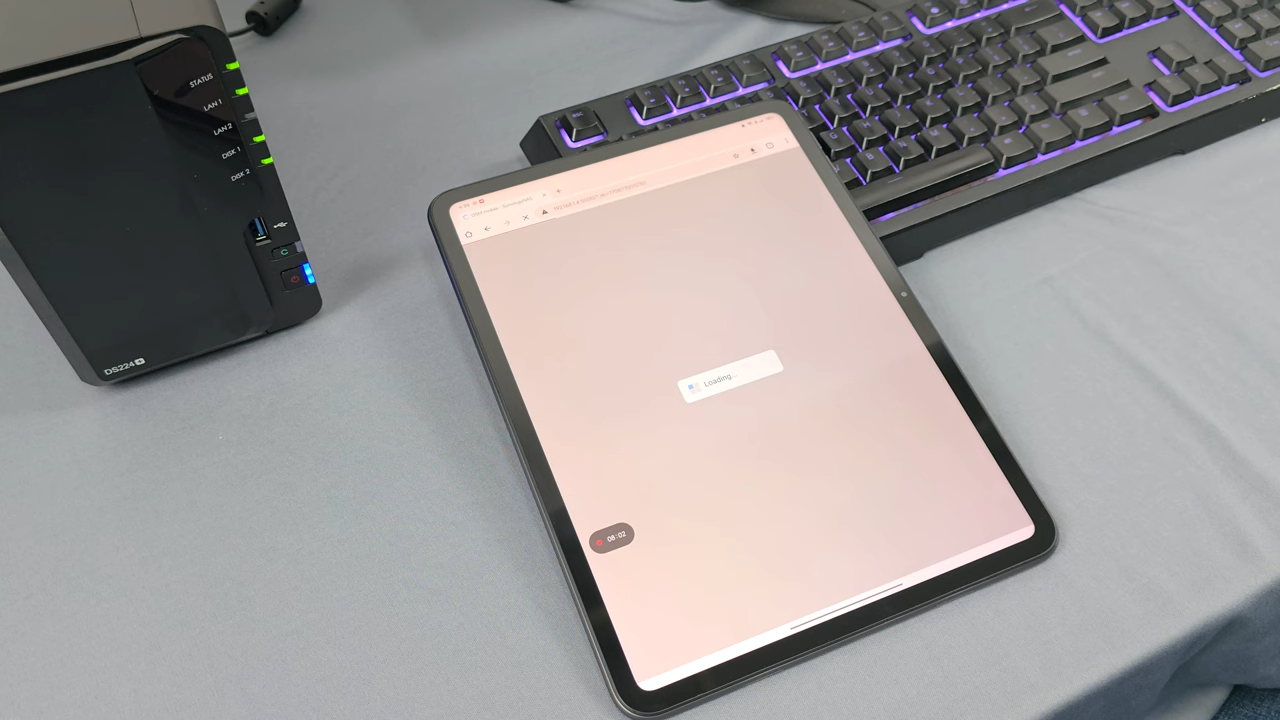 STATUS
LAN 1
LAN 2
DISK 1
DISK 2
DS224+
Loading...
08:02